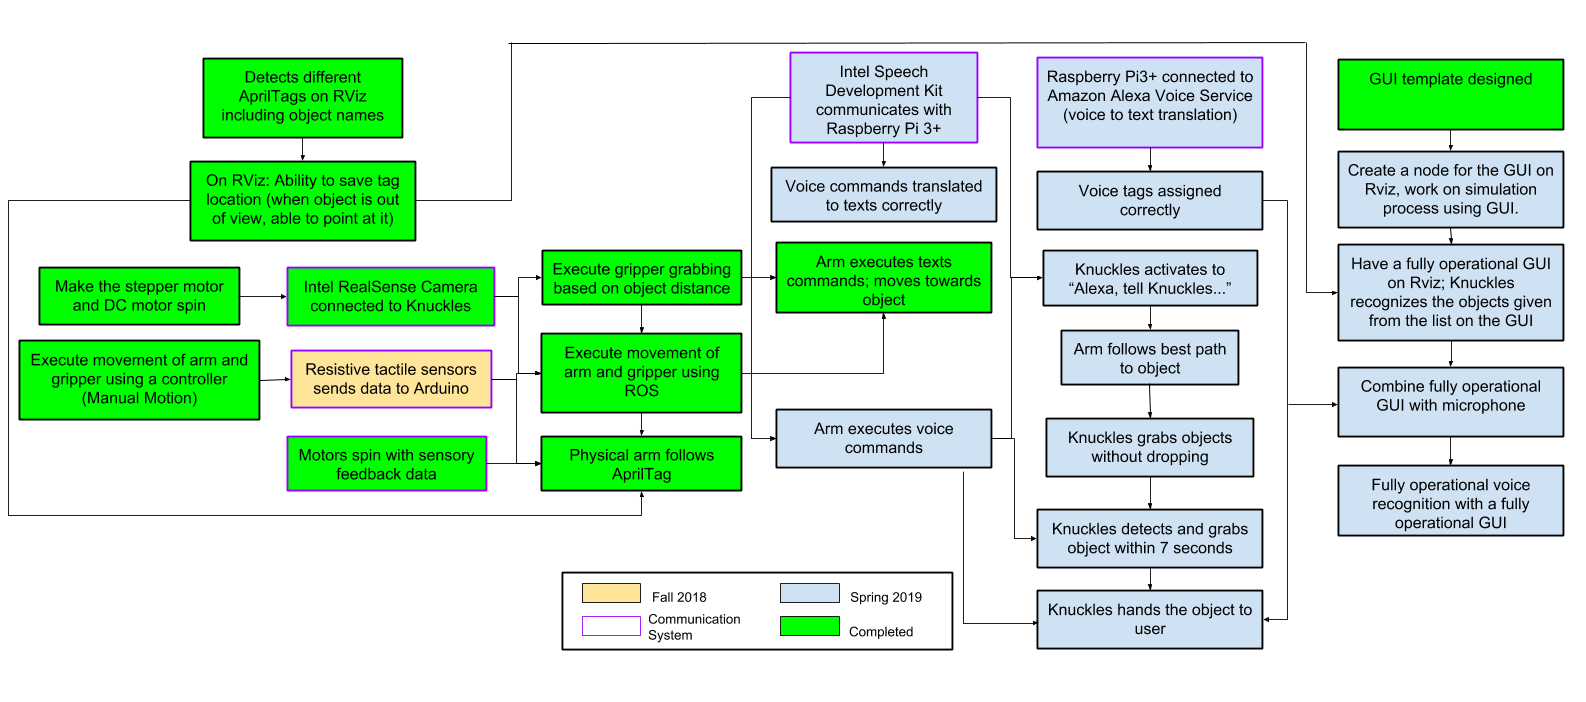 Detects different
AprilTags on RViz
including object names
On RViz: Ability to save tag
location (when object is out
of view, able to point at it)
Make the stepper motor
and DC motor spin
Intel RealSense Camera
connected to Knuckles
Execute movement of arm and
gripper using a controller
(Manual Motion)
Resistive tactile sensors
sends data to Arduino
Motors spin with sensory
feedback data
Execute gripper grabbing
based on object distance
Execute movement of
arm and gripper using
ROS
Physical arm follows
AprilTag
Intel Speech
Development Kit
communicates with
Raspberry Pi 3+
Voice commands translated
to texts correctly
Arm executes texts
commands; moves towards
object
Arm executes voice
commands
Raspberry Pi3+ connected to
Amazon Alexa Voice Service
(voice to text translation)
Voice tags assigned
correctly
Knuckles activates to
“Alexa, tell Knuckles...”
Arm follows best path
to object
Knuckles grabs objects
without dropping
Knuckles detects and grabs
object within 7 seconds
Knuckles hands the object to
user
GUI template designed
Create a node for the GUI on
Rviz, work on simulation
process using GUI.
Have a fully operational GUI
on Rviz; Knuckles
recognizes the objects given
from the list on the GUI
Combine fully operational
GUI with microphone
Fully operational voice
recognition with a fully
operational GUI
Fall 2018
Spring 2019
Communication
System
Completed